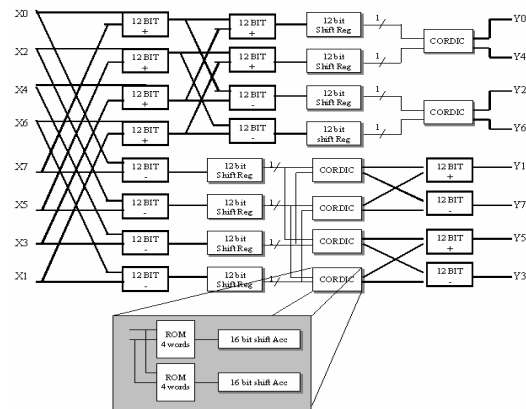 X0 12 BIT + 12 BIT + 12 bit Shift Reg 1 CORDIC Y0
X2 12 BIT + 12 BIT + 12 bit Shift Reg 1 Y4
X4 12 BIT + 12 BIT - 12 bit Shift Reg 1 CORDIC Y2
X6 12 BIT + 12 BIT - 12 bit shift Reg 1 Y6
X7 12 BIT - 12 bit Shift Reg 1 CORDIC 12 BIT + Y1
X5 12 BIT - 12 bit Shift Reg 1 CORDIC 12 BIT - Y7
X3 12 BIT - 12 bit Shift Reg 1 CORDIC 12 BIT + Y5
X1 12 BIT - 12 bit Shift Reg 1 CORDIC 12 BIT - Y3
ROM 4 words 16 bit shift Acc
ROM 4 words 16 bit shift Acc